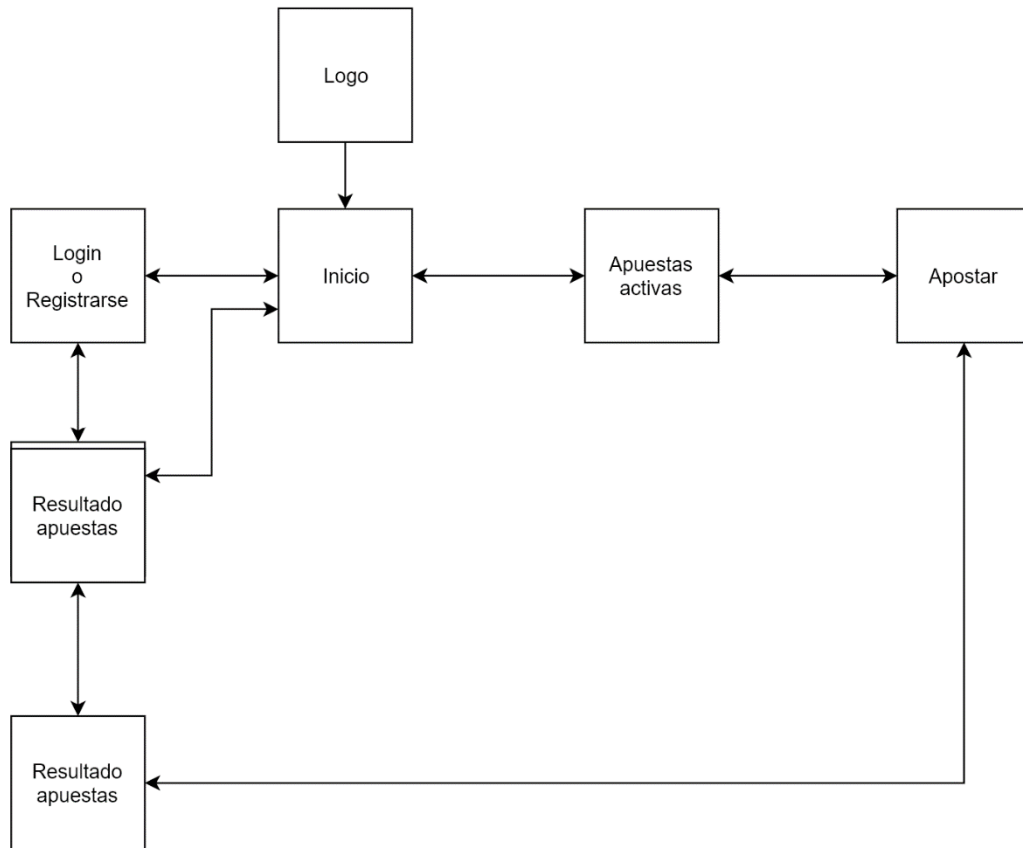 Logo
Login
o
Registrarse
Inicio
Apuestas
activas
Apostar
Resultado
apuestas
Resultado
apuestas